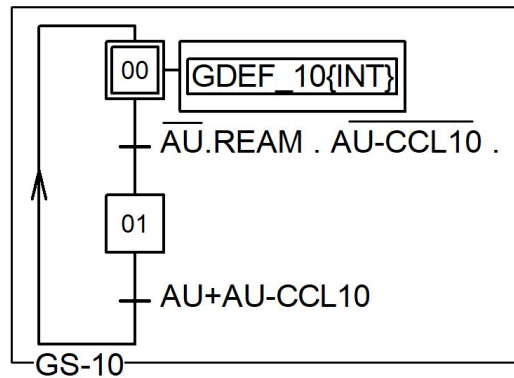 00
GDEF_10{INT}
AU.REAM . AU-CCL10 .
01
AU+AU-CCL10
GS-10